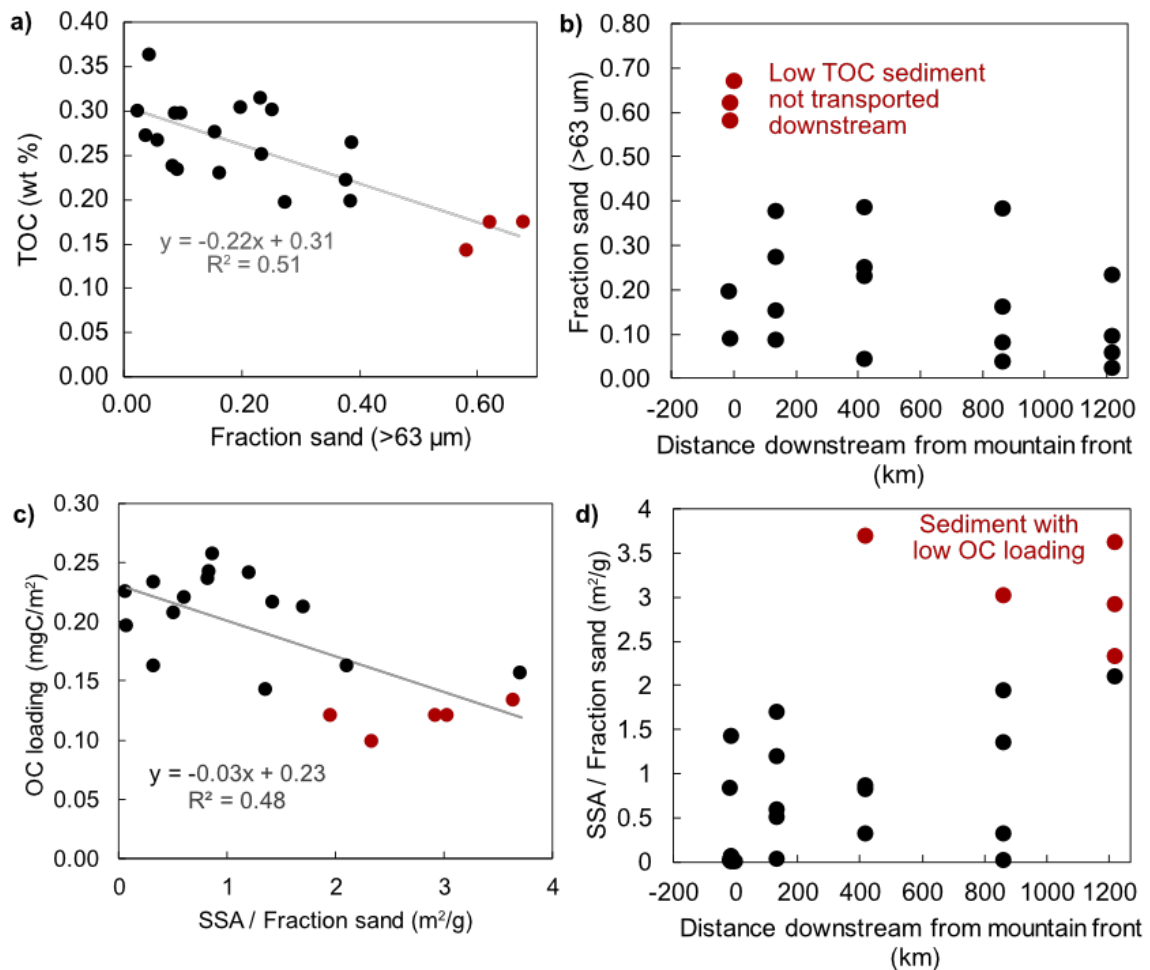 a)
0.40
0.35
0.30
0.25
0.20
0.15
0.10
0.05
0.00
TOC (wt %)
y = -0.22x + 0.31
R² = 0.51
0.00 0.20 0.40 0.60
Fraction sand (>63 µm)
b)
0.80
0.70
0.60
0.50
0.40
0.30
0.20
0.10
0.00
Fraction sand (>63 um)
Low TOC sediment
not transported
downstream
-200 0 200 400 600 800 1000 1200
Distance downstream from mountain front
(km)
c)
0.30
0.25
0.20
0.15
0.10
0.05
0.00
OC loading (mgC/m²)
y = -0.03x + 0.23
R² = 0.48
0 1 2 3 4
SSA / Fraction sand (m²/g)
d)
4
3.5
3
2.5
2
1.5
1
0.5
0
SSA / Fraction sand (m²/g)
Sediment with
low OC loading
-200 0 200 400 600 800 1000 1200
Distance downstream from mountain front
(km)